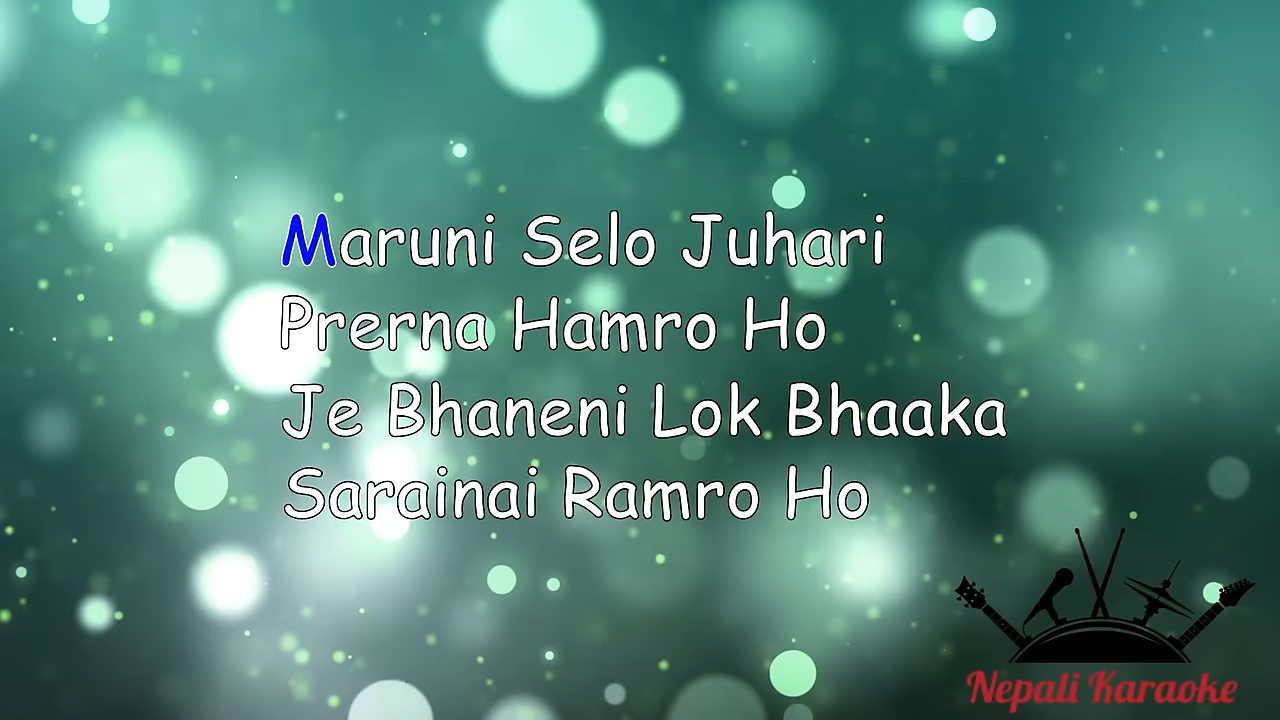 Maruni Selo Juhari
Prerna Hamro Ho
Je Bhaneni Lok Bhaaka
Sarainai Ramro Ho
Nepali Karaoke